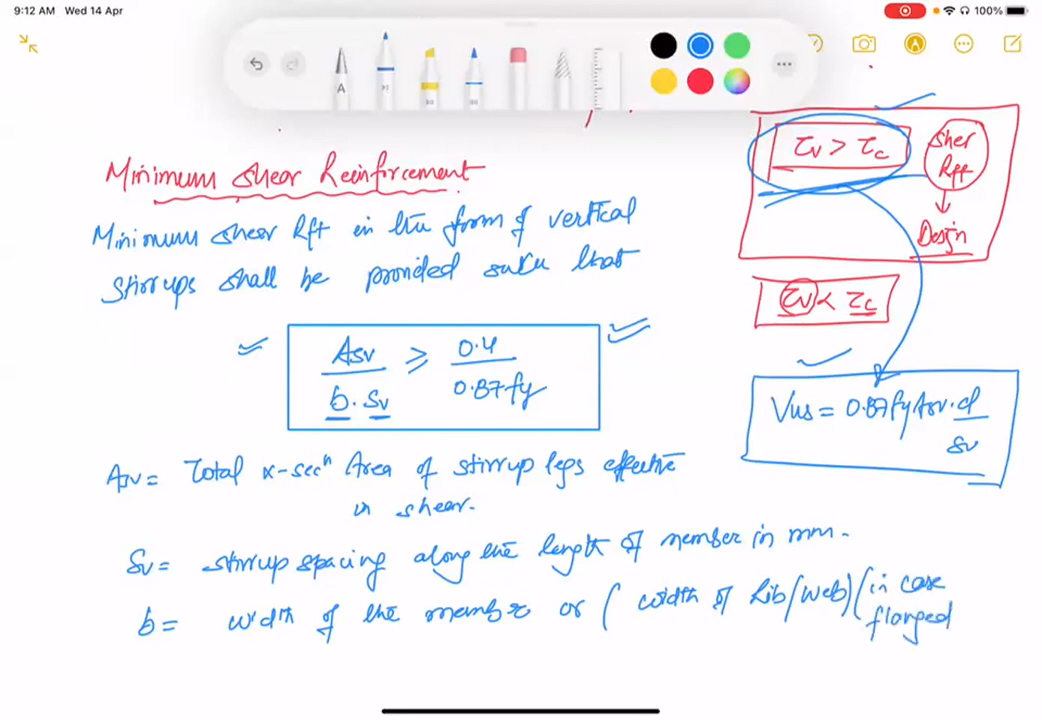 9:12 AM Wed 14 Apr
100%
A
Minimum shear Reinforcement
Minimum shear Rft in the form of vertical
stirrups shall be provided such that
Asv / b. Sv ≥ 0.4 / 0.87fy
Asv = Total x-secn Area of stirrup legs effective
in shear.
Sv = stirrup spacing along the length of member in mm.
b = width of the member or ( width of Rib/web) (in case
flanged
τv > τc
Shear
Rft
↓
Design
τv < τc
Vus = 0.87fyAsv.d / Sv